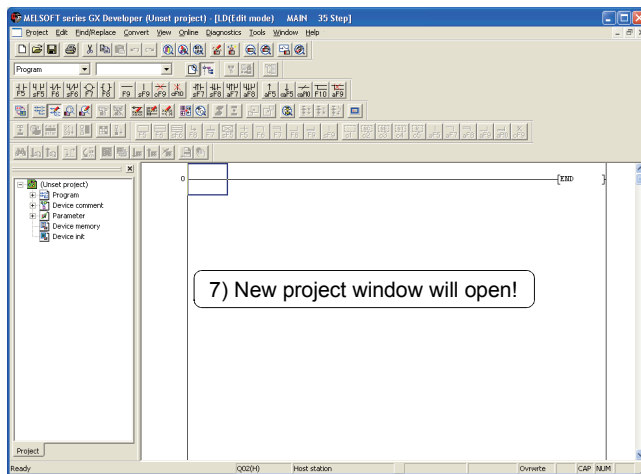 MELSOFT series GX Developer (Unset project) - [LD(Edit mode) MAIN 35 Step]
Project Edit Find/Replace Convert View Online Diagnostics Tools Window Help
Program
F5 sF5 F6 sF6 F7 F8 F9 sF9 cF9 cF10 sF7 sF8 aF7 aF8 aF5 caF5 caF10 F10 aF9
(Unset project)
Program
Device comment
Parameter
Device memory
Device init
0
END
7) New project window will open!
Project
Ready Q02(H) Host station Ovrwrte CAP NUM